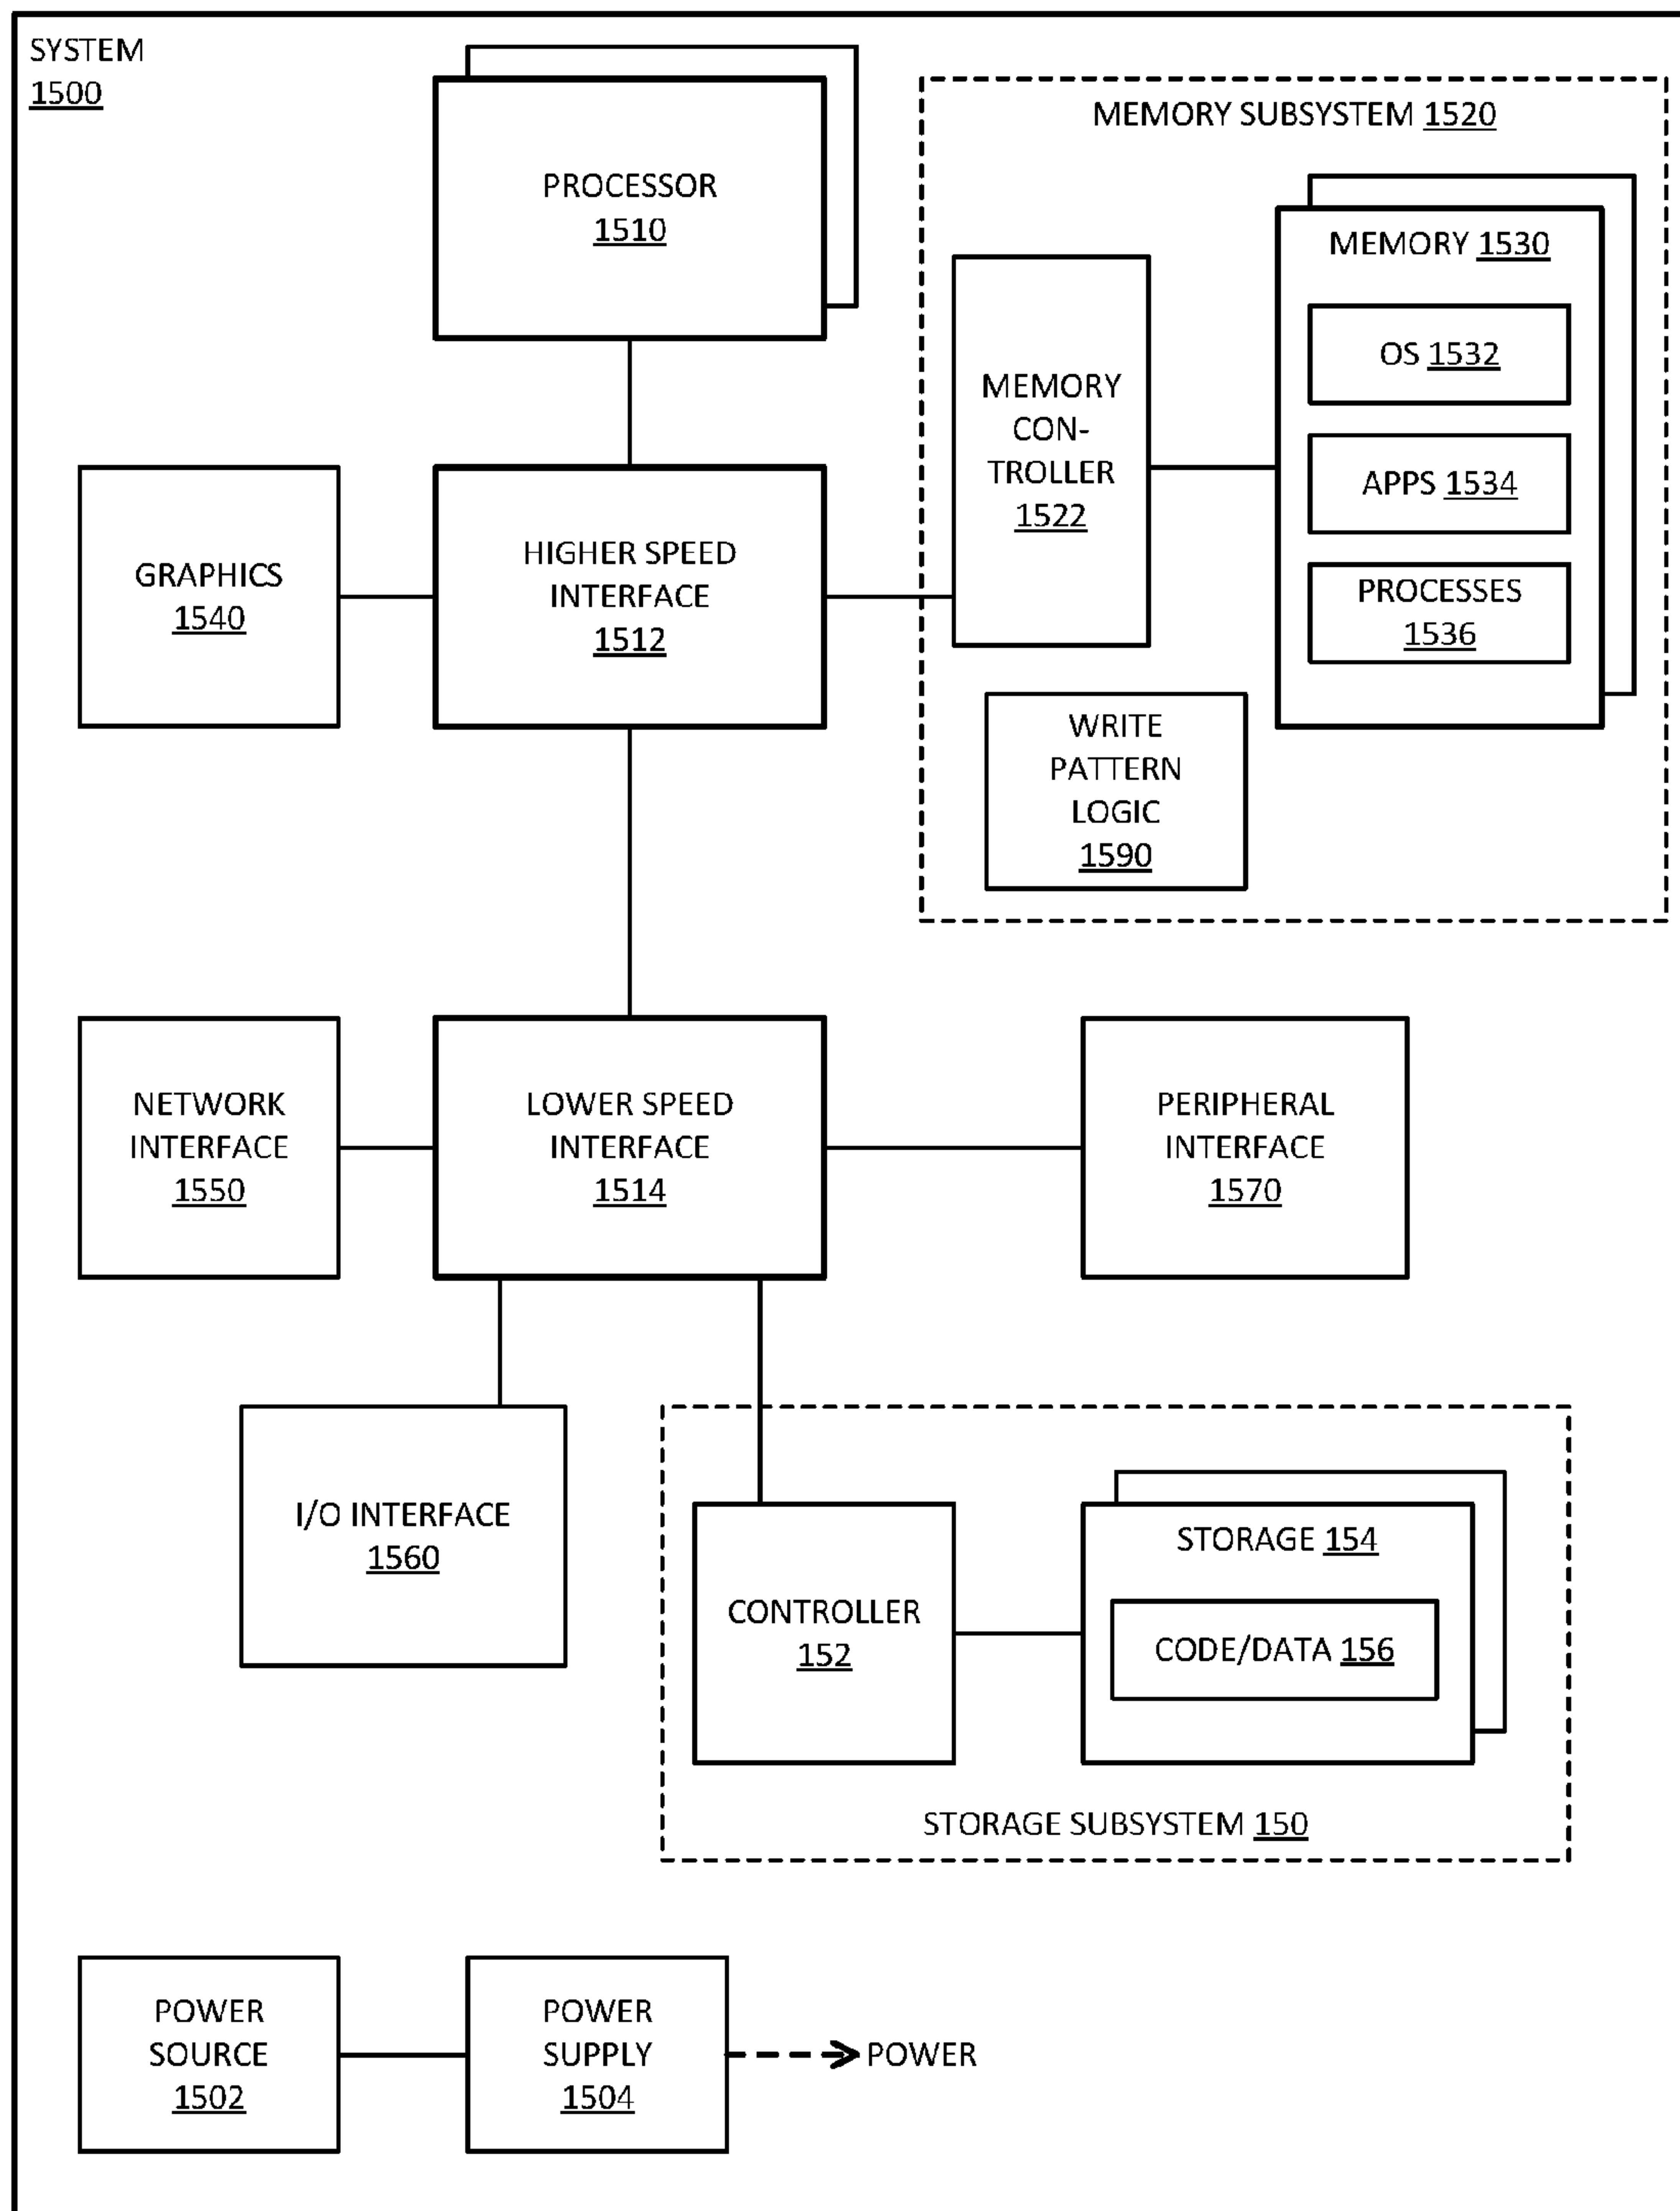 SYSTEM
1500
PROCESSOR
1510
MEMORY SUBSYSTEM 1520
MEMORY 1530
OS 1532
APPS 1534
PROCESSES
1536
MEMORY
CON-
TROLLER
1522
WRITE
PATTERN
LOGIC
1590
GRAPHICS
1540
HIGHER SPEED
INTERFACE
1512
NETWORK
INTERFACE
1550
LOWER SPEED
INTERFACE
1514
PERIPHERAL
INTERFACE
1570
I/O INTERFACE
1560
CONTROLLER
152
STORAGE 154
CODE/DATA 156
STORAGE SUBSYSTEM 150
POWER
SOURCE
1502
POWER
SUPPLY
1504
POWER